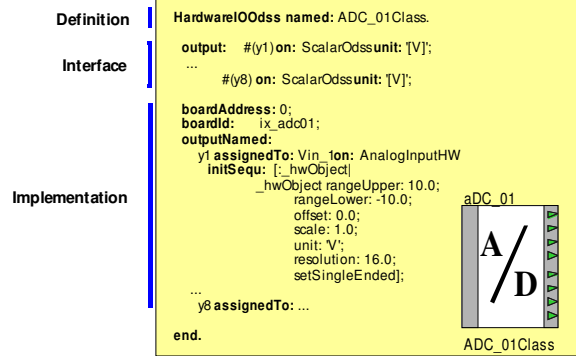 Definition
HardwareIOOdss named: ADC_01Class.
Interface
output: #(y1) on: ScalarOdss unit: '[V]';
...
#(y8) on: ScalarOdss unit: '[V]';
Implementation
boardAddress: 0;
boardId: ix_adc01;
outputNamed:
y1 assignedTo: Vin_1 on: AnalogInputHW
initSequ: [:_hwObject|
_hwObject rangeUpper: 10.0;
rangeLower: -10.0;
offset: 0.0;
scale: 1.0;
unit: 'V';
resolution: 16.0;
setSingleEnded];
...
y8 assignedTo: ...
end.
aDC_01
A/D
ADC_01Class